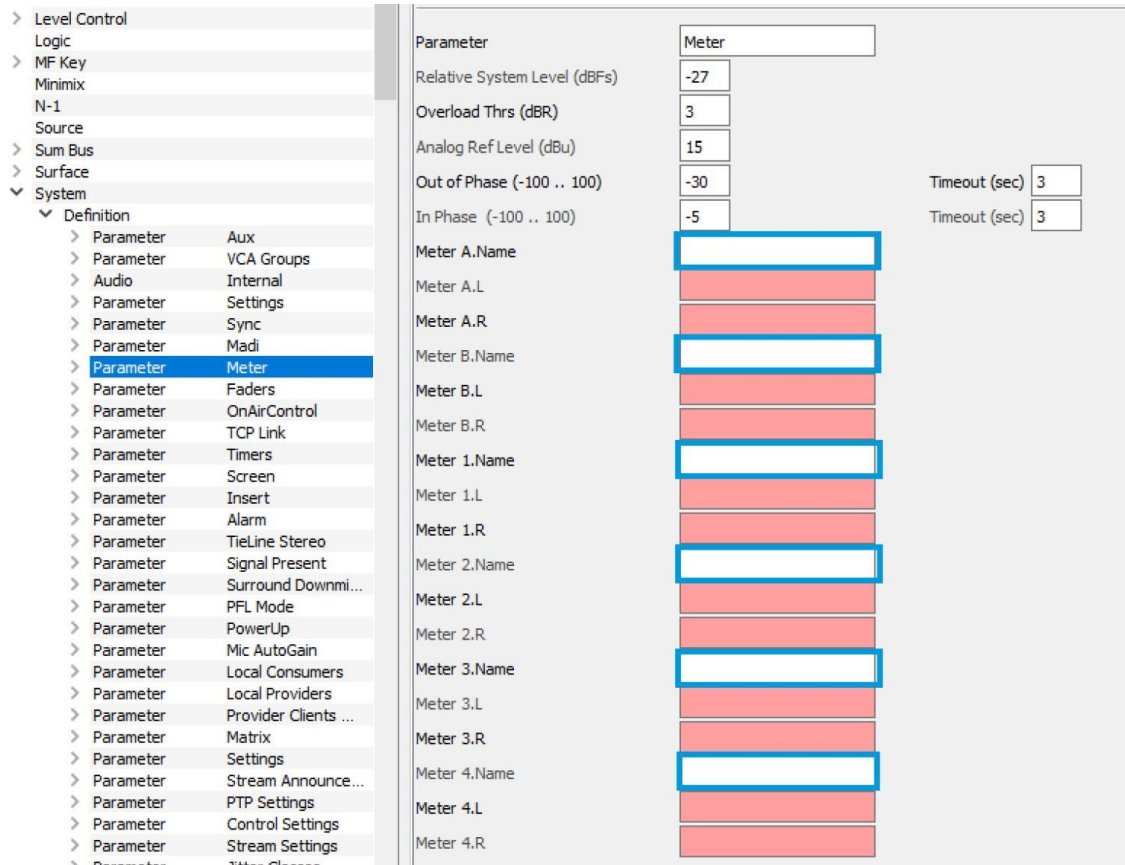 Level Control
Logic
MF Key
Minimix
N-1
Source
Sum Bus
Surface
System
Definition
Parameter Aux
Parameter VCA Groups
Audio Internal
Parameter Settings
Parameter Sync
Parameter Madi
Parameter Meter
Parameter Faders
Parameter OnAirControl
Parameter TCP Link
Parameter Timers
Parameter Screen
Parameter Insert
Parameter Alarm
Parameter TieLine Stereo
Parameter Signal Present
Parameter Surround Downmi...
Parameter PFL Mode
Parameter PowerUp
Parameter Mic AutoGain
Parameter Local Consumers
Parameter Local Providers
Parameter Provider Clients ...
Parameter Matrix
Parameter Settings
Parameter Stream Announce...
Parameter PTP Settings
Parameter Control Settings
Parameter Stream Settings
Parameter Meter
Relative System Level (dBFs) -27
Overload Thrs (dBR) 3
Analog Ref Level (dBu) 15
Out of Phase (-100 .. 100) -30 Timeout (sec) 3
In Phase (-100 .. 100) -5 Timeout (sec) 3
Meter A.Name
Meter A.L
Meter A.R
Meter B.Name
Meter B.L
Meter B.R
Meter 1.Name
Meter 1.L
Meter 1.R
Meter 2.Name
Meter 2.L
Meter 2.R
Meter 3.Name
Meter 3.L
Meter 3.R
Meter 4.Name
Meter 4.L
Meter 4.R